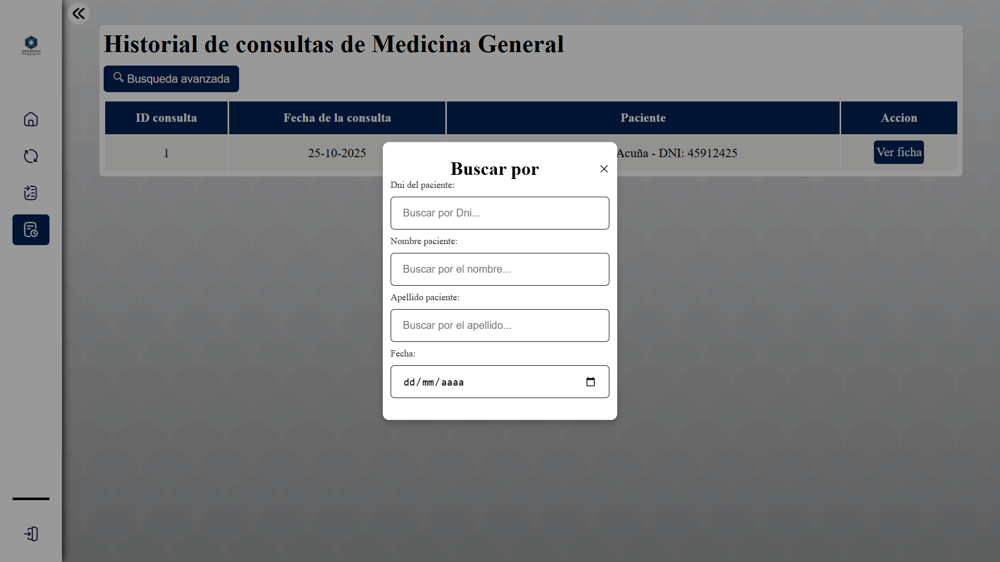 Historial de consultas de Medicina General
Busqueda avanzada
ID consulta Fecha de la consulta Paciente Accion
1 25-10-2025 Acuña - DNI: 45912425 Ver ficha
Buscar por
Dni del paciente:
Buscar por Dni...
Nombre paciente:
Buscar por el nombre...
Apellido paciente:
Buscar por el apellido...
Fecha:
dd/mm/aaaa